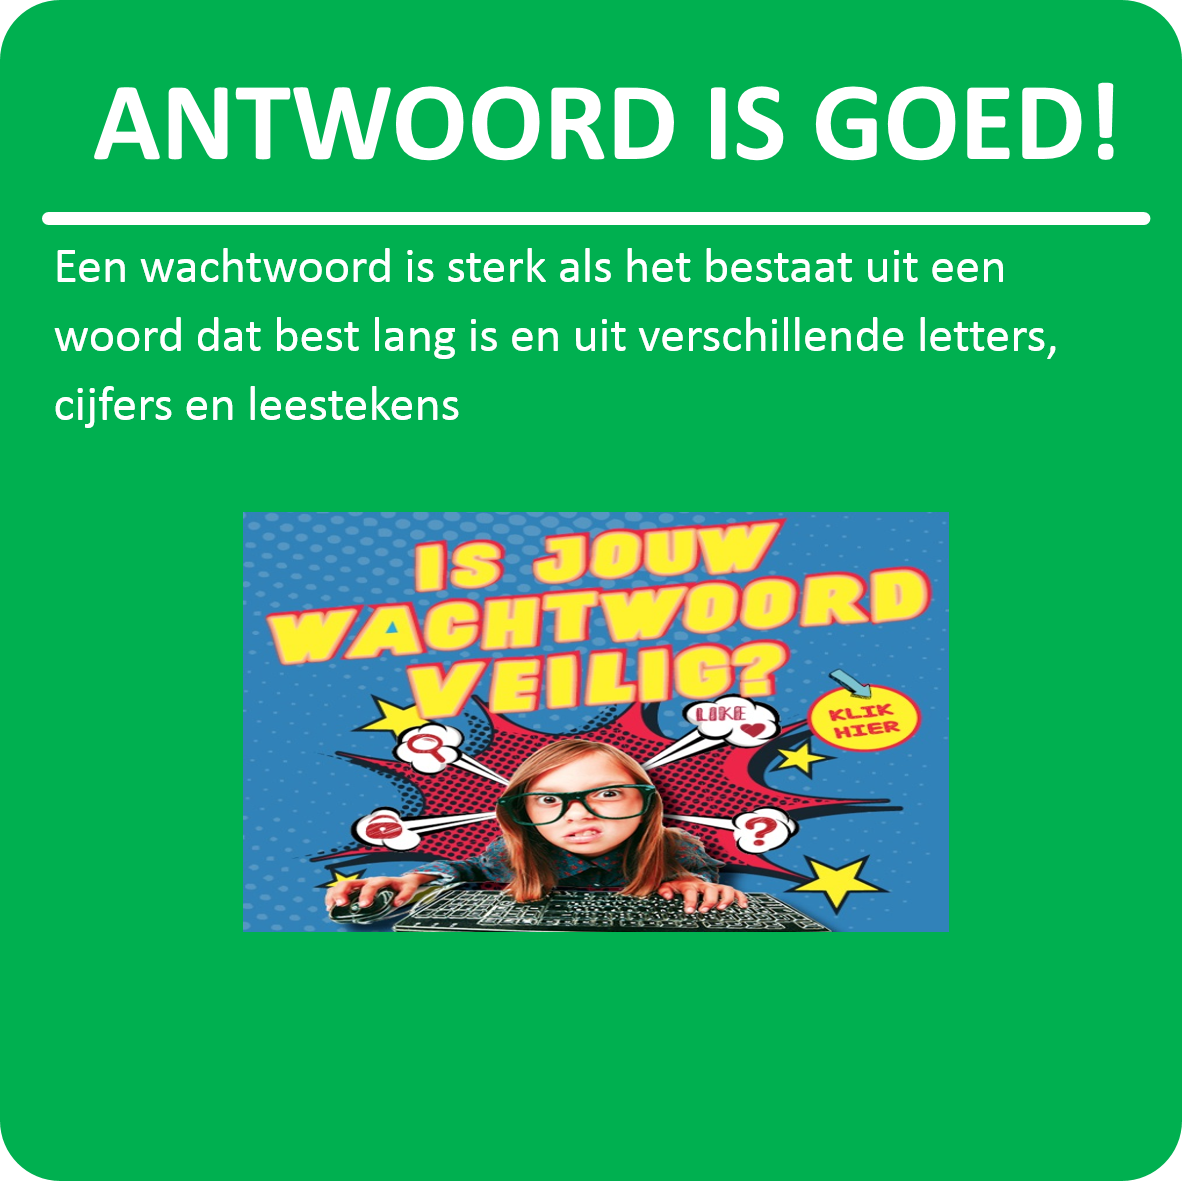 ANTWOORD IS GOED!
Een wachtwoord is sterk als het bestaat uit een
woord dat best lang is en uit verschillende letters,
cijfers en leestekens
IS JOUW
WACHTWOORD
VEILIG?
LIKE
KLIK
HIER
?